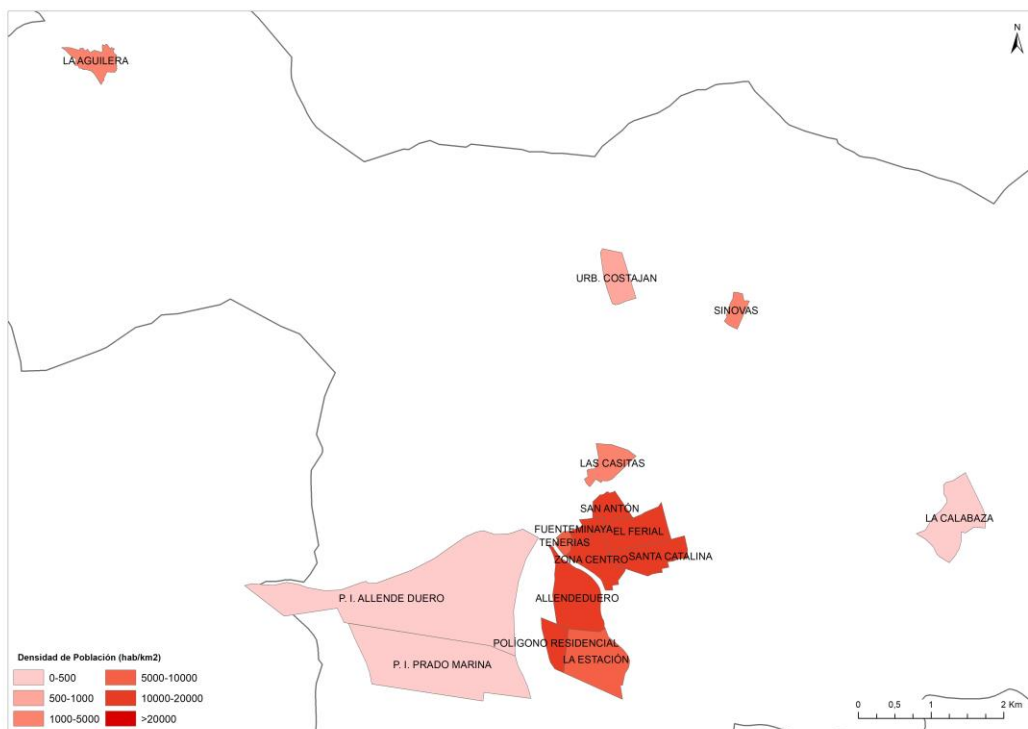 N
LA AGUILERA
URB. COSTAJAN
SINOVAS
LAS CASITAS
SAN ANTÓN
LA CALABAZA
FUENTEMINAYA
EL FERIAL
TENERIAS
ZONA CENTRO
SANTA CATALINA
P. I. ALLENDE DUERO
ALLENDEDUERO
POLÍGONO RESIDENCIAL
LA ESTACIÓN
P. I. PRADO MARINA
Densidad de Población (hab/km2)
0-500
500-1000
1000-5000
5000-10000
10000-20000
>20000
0 0,5 1 2 Km